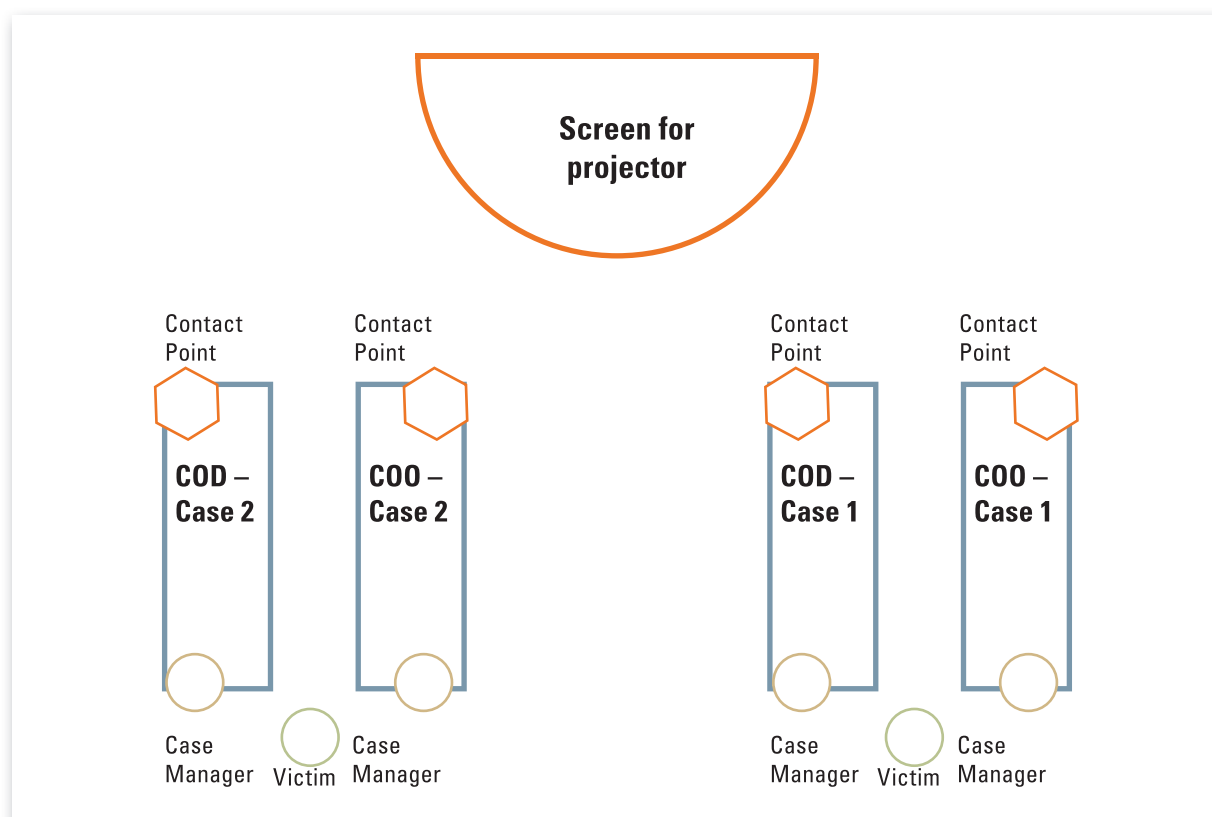 Screen for
projector
Contact
Point
Contact
Point
Contact
Point
Contact
Point
COD –
Case 2
COO –
Case 2
COD –
Case 1
COO –
Case 1
Case
Manager
Victim
Case
Manager
Case
Manager
Victim
Case
Manager